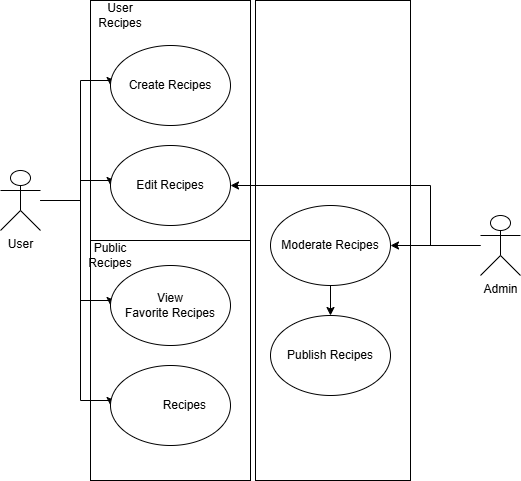 User
Recipes
Create Recipes
Edit Recipes
User
Public
Recipes
View
Favorite Recipes
Recipes
Moderate Recipes
Publish Recipes
Admin